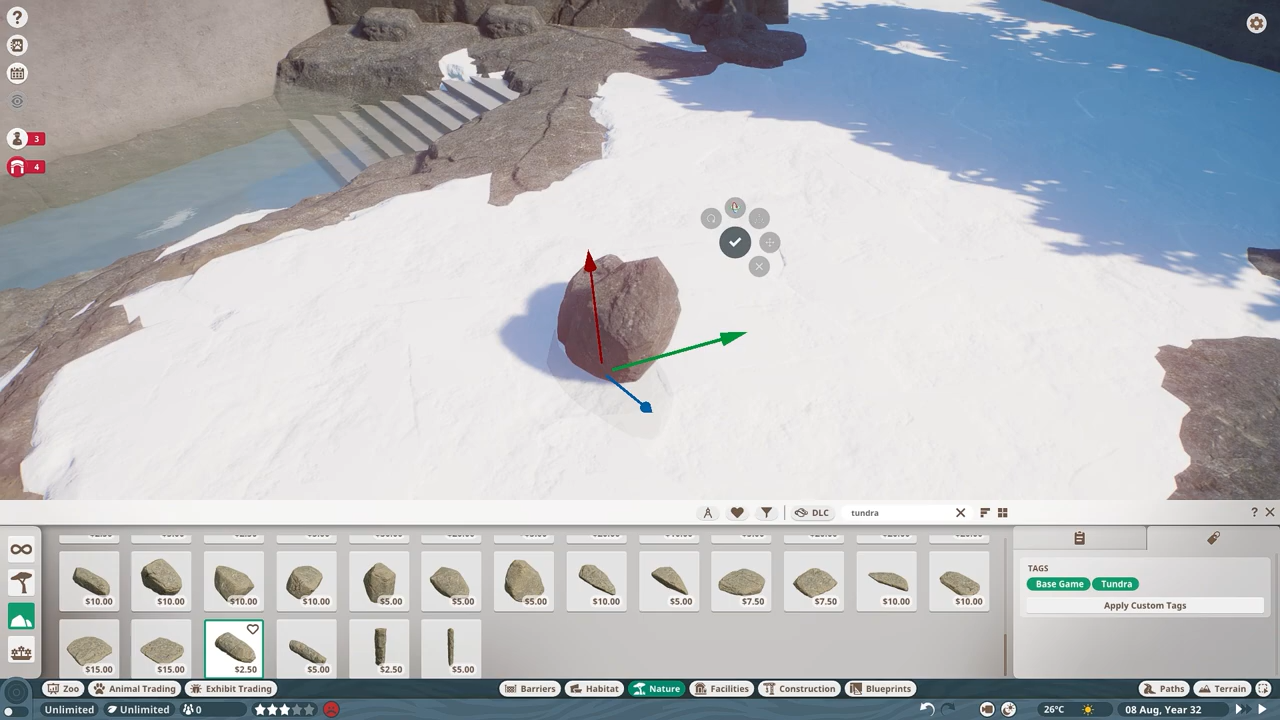 ?
3
4
DLC
tundra
?
$10.00 $10.00 $10.00 $10.00 $5.00 $5.00 $5.00 $10.00 $5.00 $7.50 $7.50 $10.00 $10.00
$15.00 $15.00 $2.50 $5.00 $2.50 $5.00
TAGS
Base Game Tundra
Apply Custom Tags
Zoo Animal Trading Exhibit Trading Barriers Habitat Nature Facilities Construction Blueprints Paths Terrain
Unlimited Unlimited 0 26°C 08 Aug, Year 32